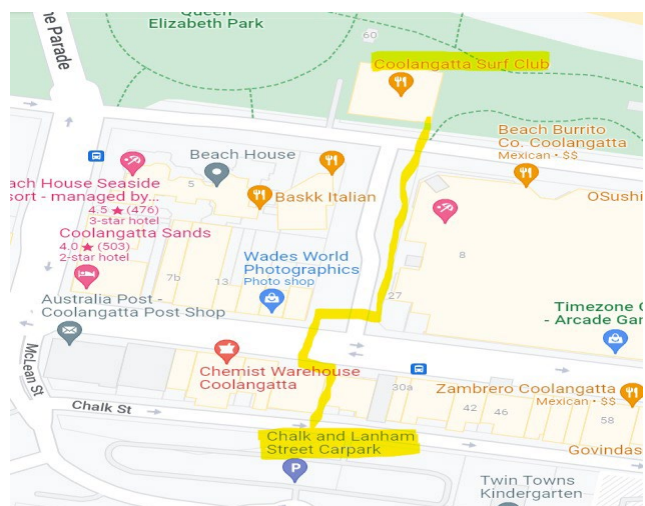 Queen
Elizabeth Park
ne Parade
60
Coolangatta Surf Club
Beach Burrito
Co. Coolangatta
Mexican • $$
Beach House
5
ach House Seaside
sort - managed by...
4.5 ★ (476)
3-star hotel
Baskk Italian
OSushi
Coolangatta Sands
4.0 ★ (503)
2-star hotel
Wades World
Photographics
Photo shop
8
7b
13
27
Australia Post -
Coolangatta Post Shop
Timezone C
- Arcade Gar
McLean St
Chemist Warehouse
Coolangatta
30a
Zambrero Coolangatta
Mexican • $$
42
46
58
Chalk St
Chalk and Lanham
Street Carpark
P
Govindas
Twin Towns
Kindergarten